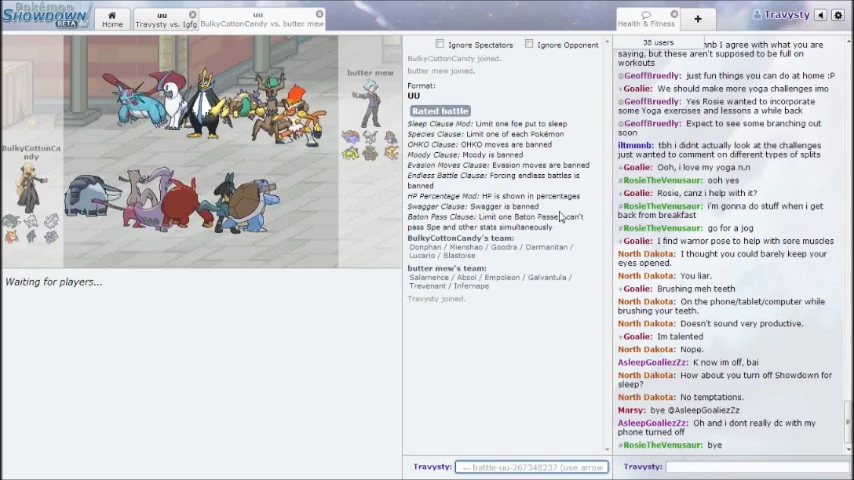 Pokémon
SHOWDOWN
BETA
Home
uu
Travysty vs. Igfg
uu
BulkyCottonCandy vs. butter mew
Health & Fitness
+
Travysty
butter mew
BulkyCottonCa
ndy
Waiting for players...
Ignore Spectators
Ignore Opponent
BulkyCottonCandy joined.
butter mew joined.
Format:
UU
Rated battle
Sleep Clause Mod: Limit one foe put to sleep
Species Clause: Limit one of each Pokémon
OHKO Clause: OHKO moves are banned
Moody Clause: Moody is banned
Evasion Moves Clause: Evasion moves are banned
Endless Battle Clause: Forcing endless battles is
banned
HP Percentage Mod: HP is shown in percentages
Swagger Clause: Swagger is banned
Baton Pass Clause: Limit one Baton Passer, can't
pass Spe and other stats simultaneously
BulkyCottonCandy's team:
Donphan / Mienshao / Goodra / Darmanitan /
Lucario / Blastoise
butter mew's team:
Salamence / Absol / Empoleon / Galvantula /
Trevenant / Infernape
Travysty joined.
Travysty:
← battle-uu-267348237 (use arrow
38 users
I agree with what you are
saying, but these aren't supposed to be full on
workouts
@GeoffBruedly: just fun things you can do at home :P
+Goalie: We should make more yoga challenges imo
@GeoffBruedly: Yes Rosie wanted to incorporate
some Yoga exercises and lessons a while back
@GeoffBruedly: Expect to see some branching out
soon
iltmnnb: tbh i didnt actually look at the challenges
just wanted to comment on different types of splits
+Goalie: Ooh, i love my yoga n.n
#RosieTheVenusaur: ooh yes
+Goalie: Rosie, canz i help with it?
#RosieTheVenusaur: i'm gonna do stuff when i get
back from breakfast
#RosieTheVenusaur: go for a jog
+Goalie: I find warrior pose to help with sore muscles
North Dakota: I thought you could barely keep your
eyes opened.
North Dakota: You liar.
+Goalie: Brushing meh teeth
North Dakota: On the phone/tablet/computer while
brushing your teeth.
North Dakota: Doesn't sound very productive.
+Goalie: Im talented
North Dakota: Nope.
AsleepGoaliezZz: K now im off, bai
North Dakota: How about you turn off Showdown for
sleep?
North Dakota: No temptations.
Marsy: bye @AsleepGoaliezZz
AsleepGoaliezZz: Oh and i dont really dc with my
phone turned off
#RosieTheVenusaur: bye
Travysty: